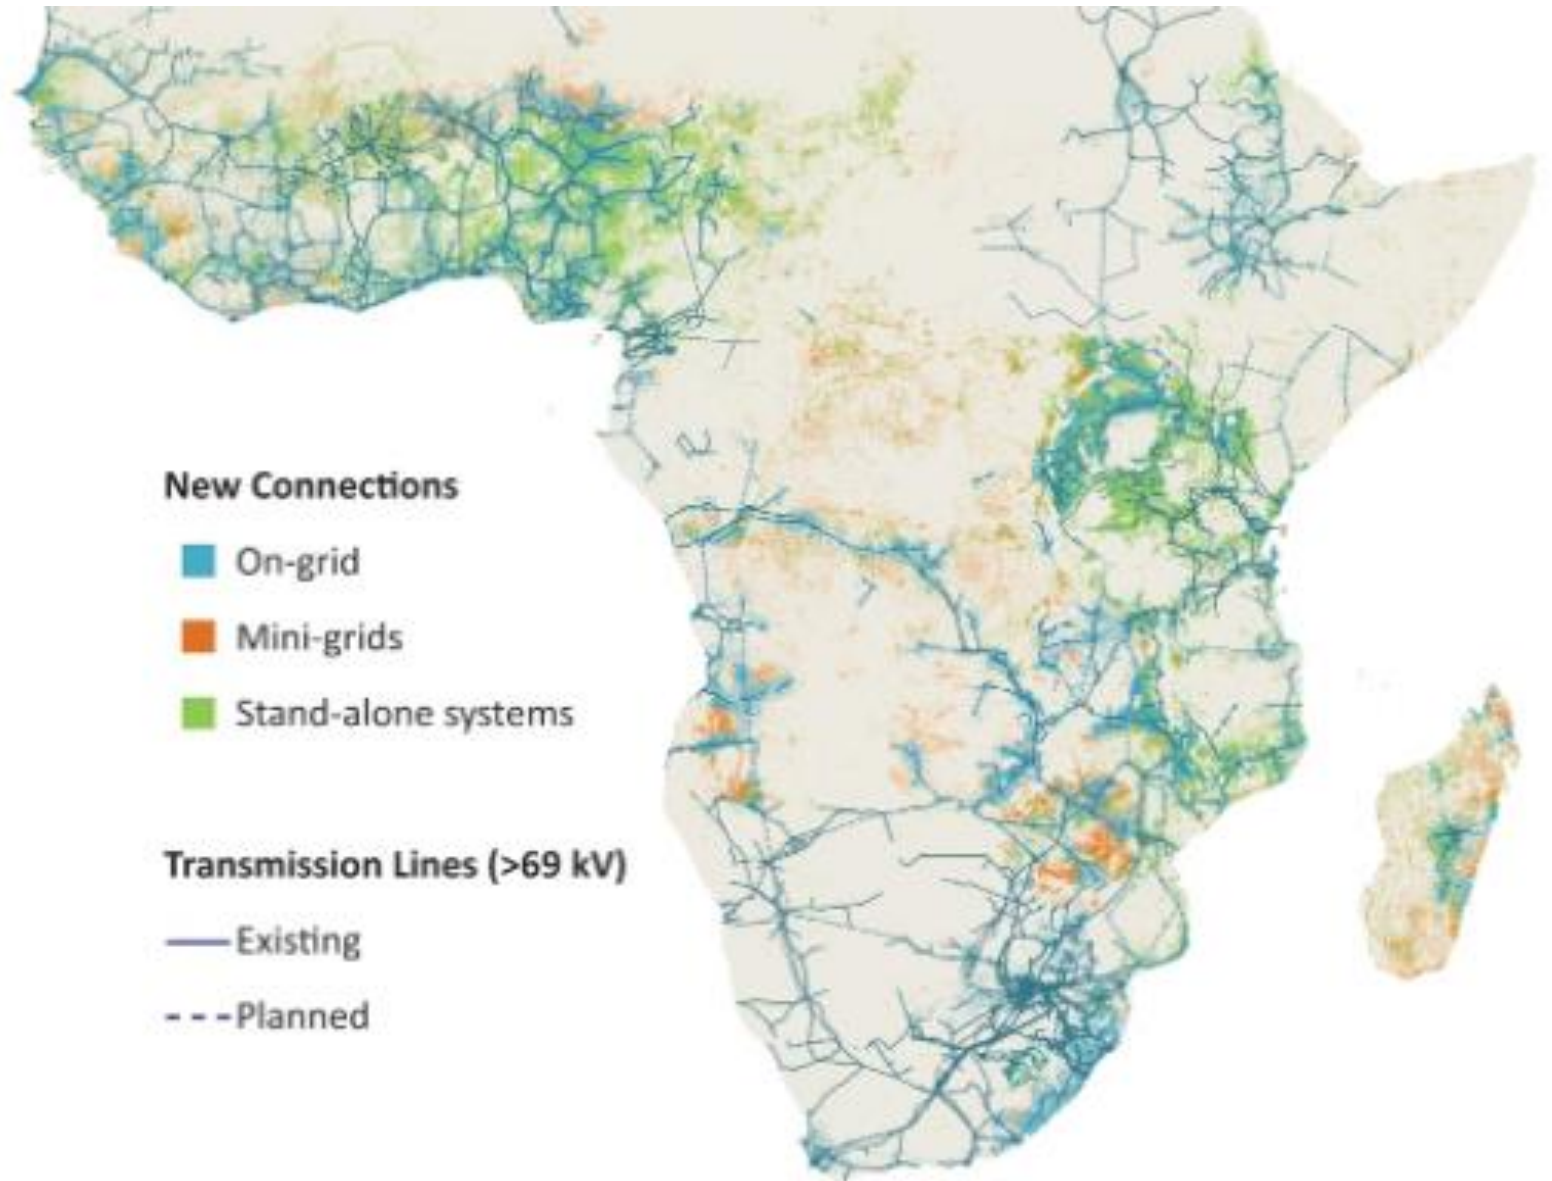 New Connections
On-grid
Mini-grids
Stand-alone systems
Transmission Lines (>69 kV)
Existing
Planned